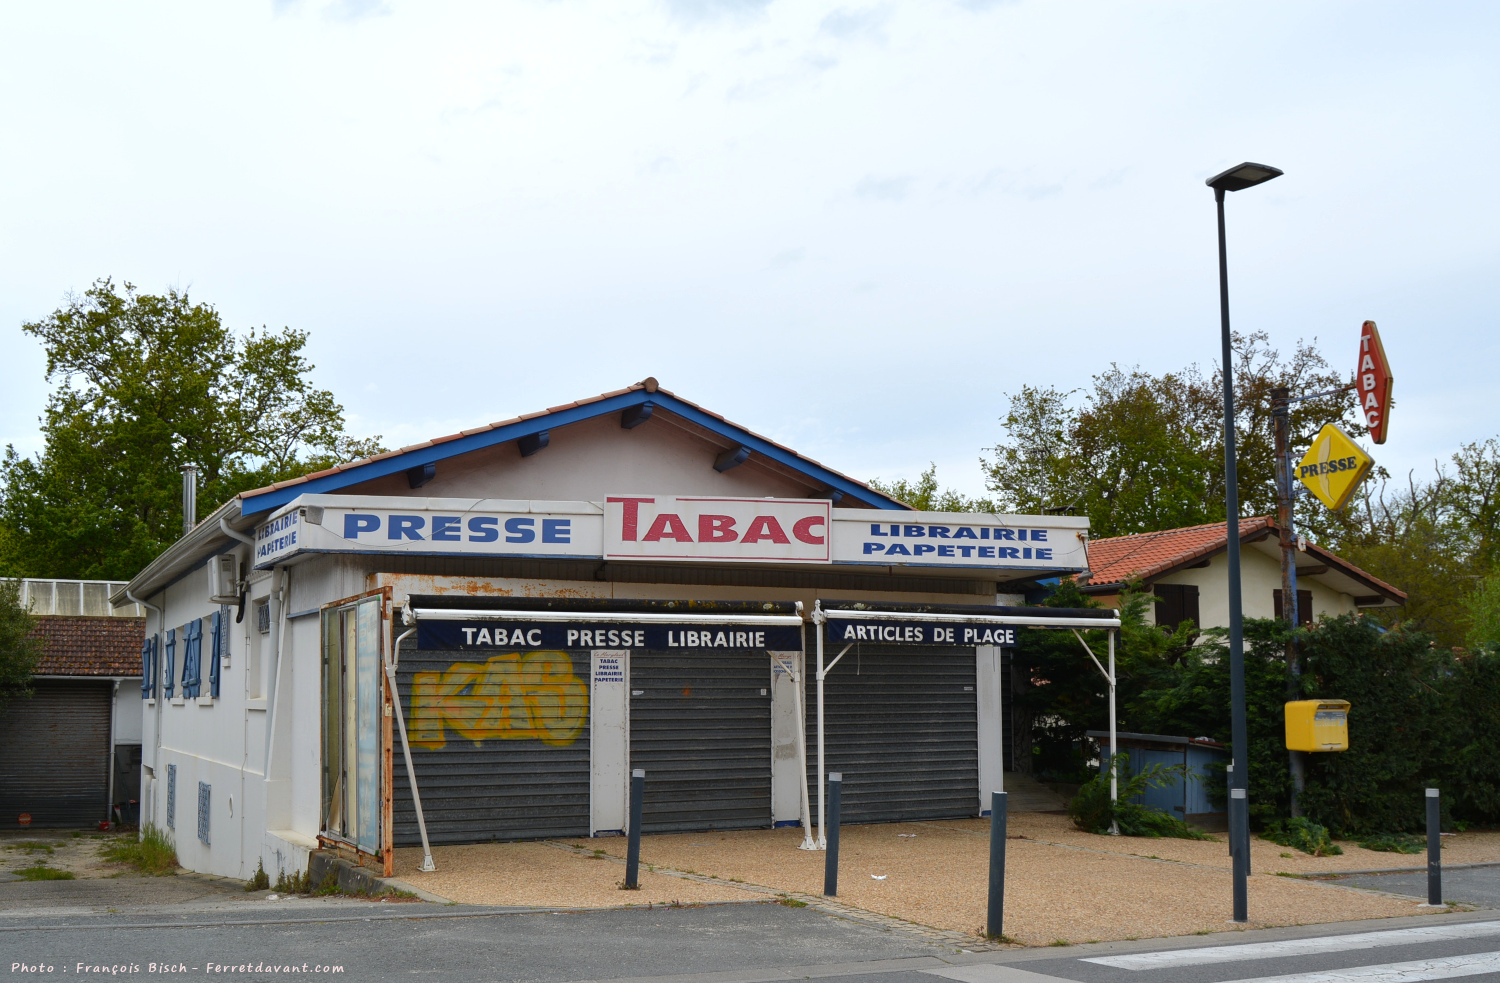 LIBRAIRIE
PAPETERIE
PRESSE
TABAC
LIBRAIRIE
PAPETERIE
TABAC
PRESSE
TABAC PRESSE LIBRAIRIE
ARTICLES DE PLAGE
TABAC
PRESSE
LIBRAIRIE
PAPETERIE
Photo : François Bisch - Ferretdavant.com